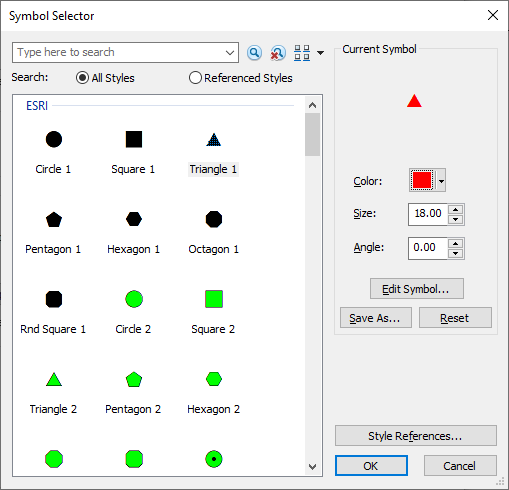 Symbol Selector
Type here to search
Search: All Styles Referenced Styles
ESRI
Circle 1 Square 1 Triangle 1
Pentagon 1 Hexagon 1 Octagon 1
Rnd Square 1 Circle 2 Square 2
Triangle 2 Pentagon 2 Hexagon 2
Current Symbol
Color:
Size: 18.00
Angle: 0.00
Edit Symbol...
Save As... Reset
Style References...
OK Cancel